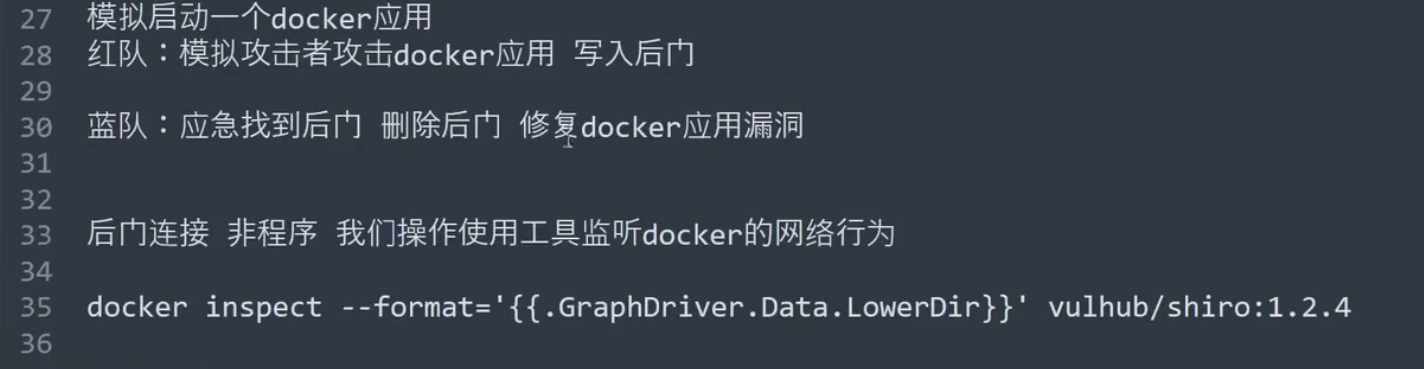 27 模拟启动一个docker应用
28 红队：模拟攻击者攻击docker应用 写入后门
29
30 蓝队：应急找到后门 删除后门 修复docker应用漏洞
31
32
33 后门连接 非程序 我们操作使用工具监听docker的网络行为
34
35 docker inspect --format='{{.GraphDriver.Data.LowerDir}}' vulhub/shiro:1.2.4
36